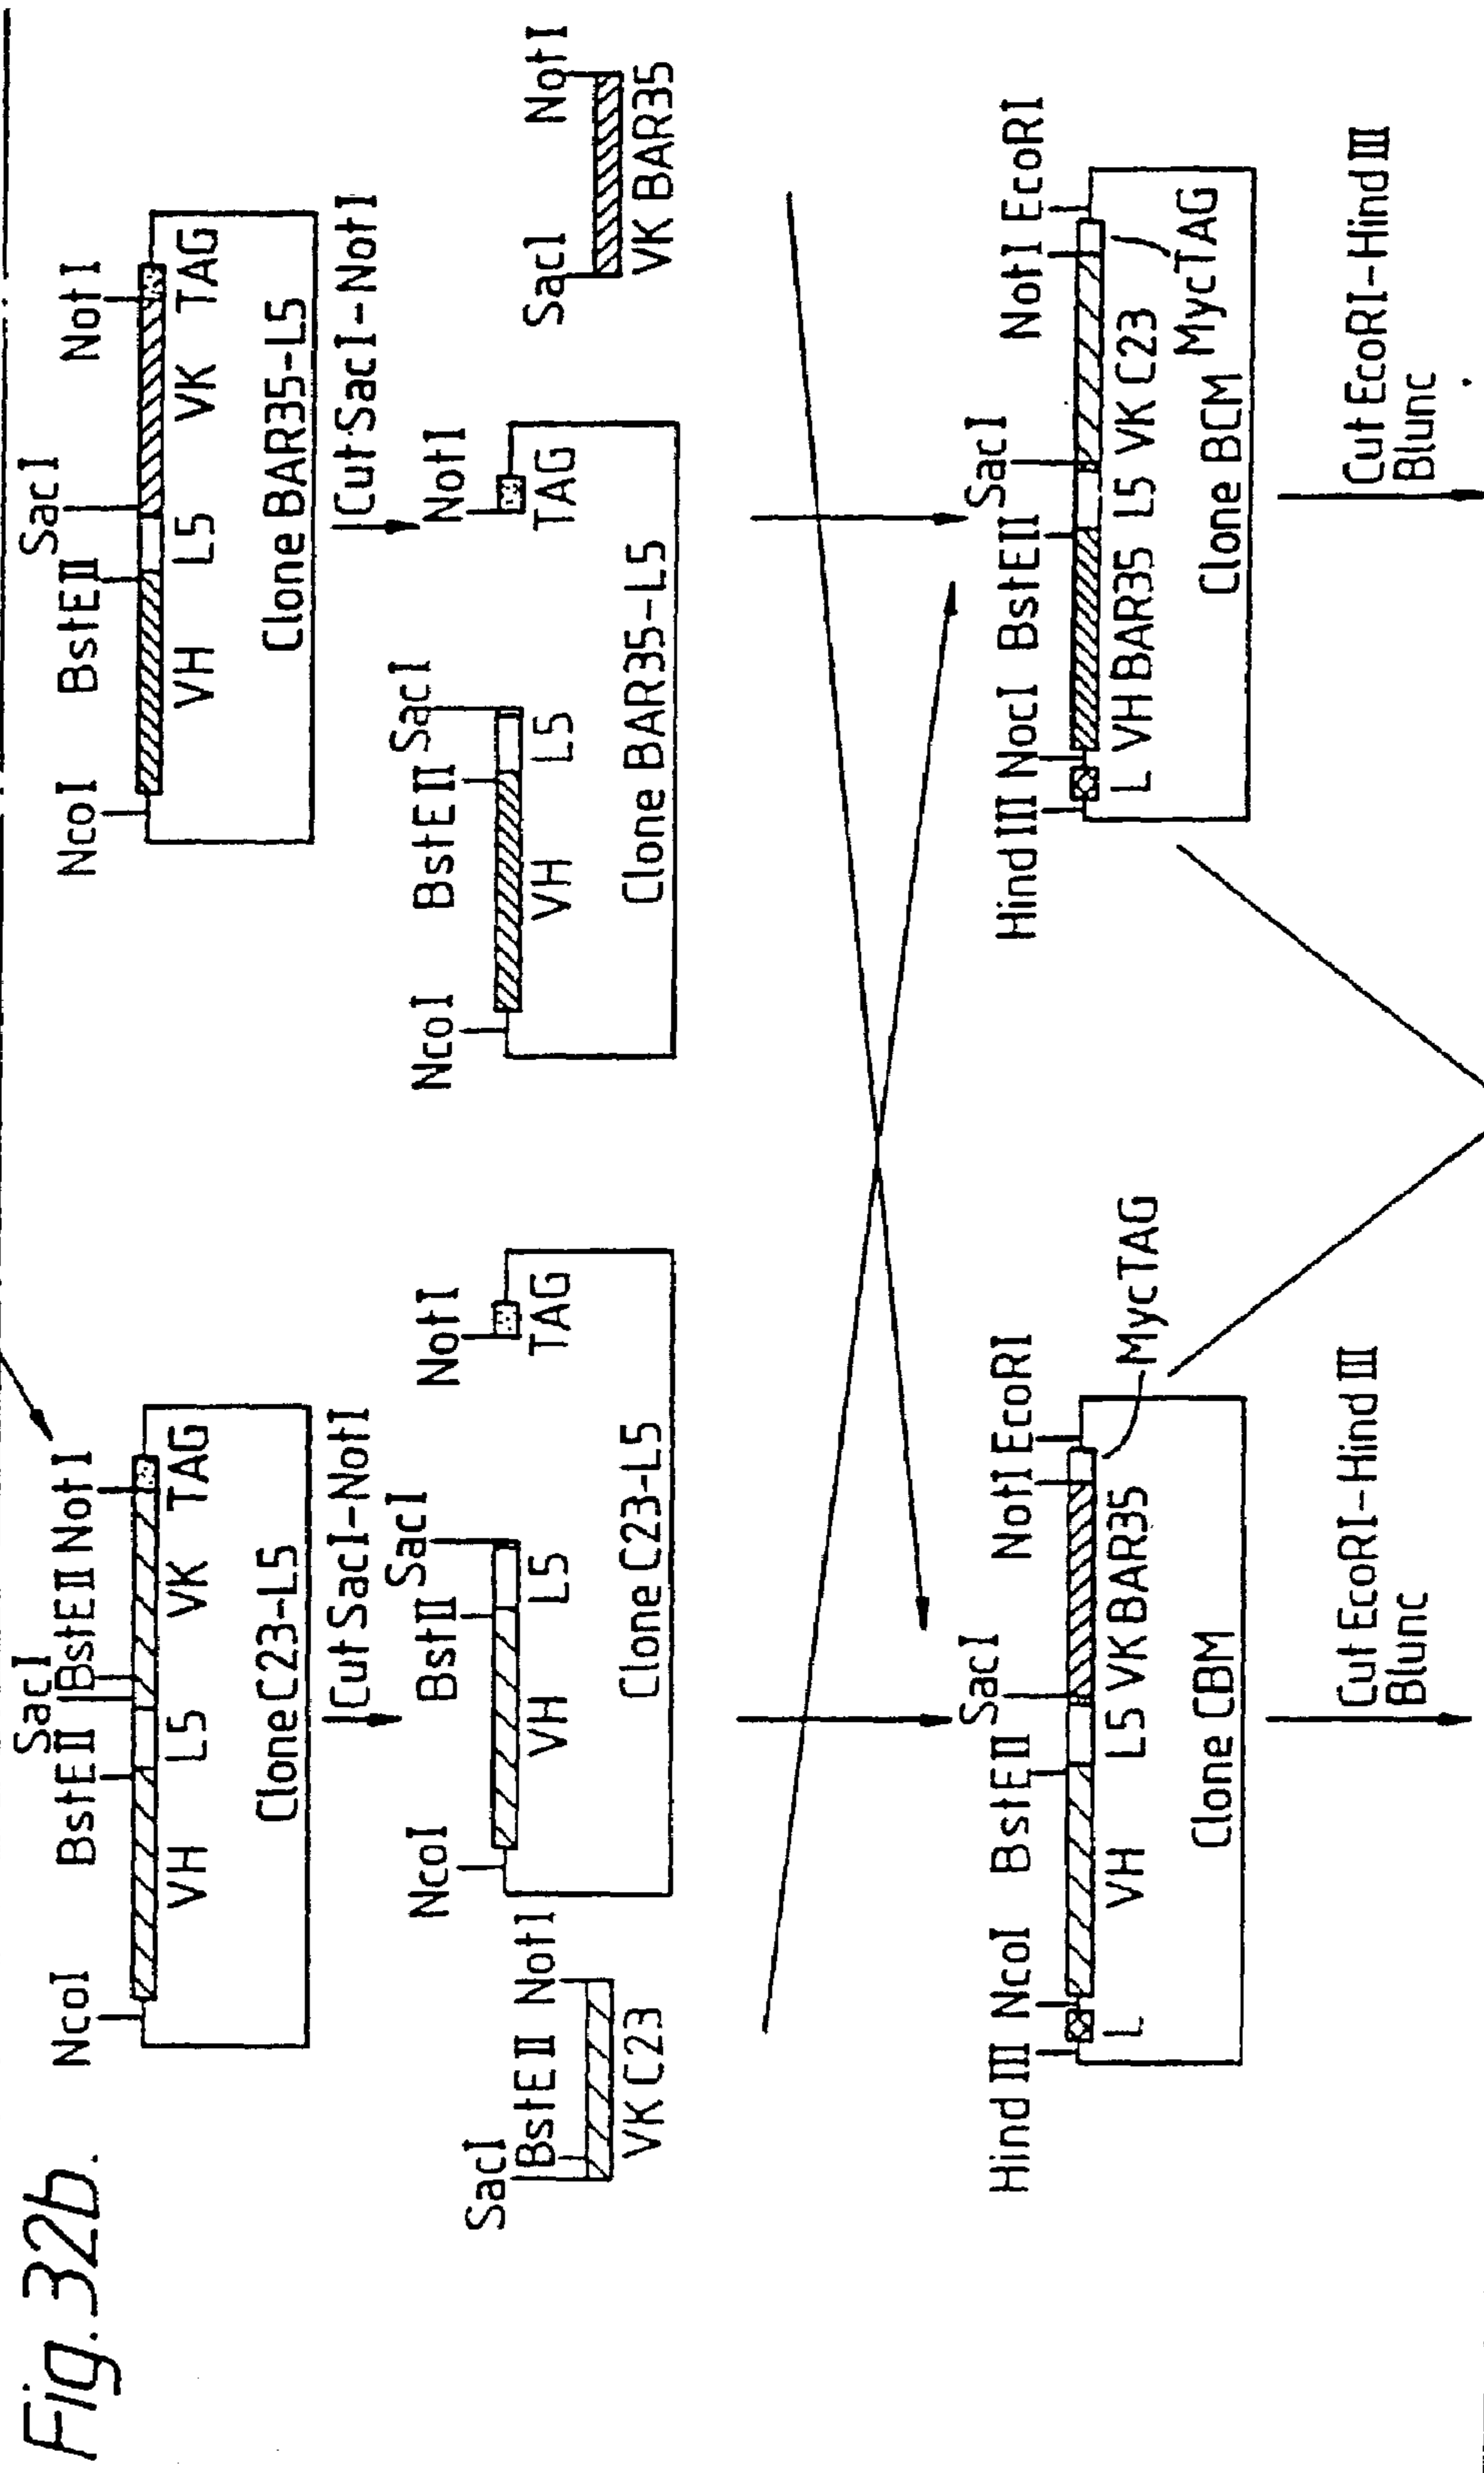 Fig. 32b.
SacI
NcoI BstEII BstEII NotI
VH L5 VK TAG
Clone C23-L5
Cut SacI-NotI
SacI
BstEII NotI
VK C23
SacI
NcoI BstII NotI
VH L5 TAG
Clone C23-L5
SacI
Hind III NcoI BstEII NotI EcoRI
L VH L5 VK BAR35 MycTAG
Clone CBM
Cut EcoRI-Hind III
Blunc
SacI
NcoI BstEII NotI
VH L5 VK TAG
Clone BAR35-L5
Cut SacI-NotI
SacI
NcoI BstEII NotI
VH L5 TAG
Clone BAR35-L5
SacI NotI
VK BAR35
SacI
Hind III NocI BstEII NotI EcoRI
L VH BAR35 L5 VK C23
Clone BCM MycTAG
Cut EcoRI-Hind III
Blunc